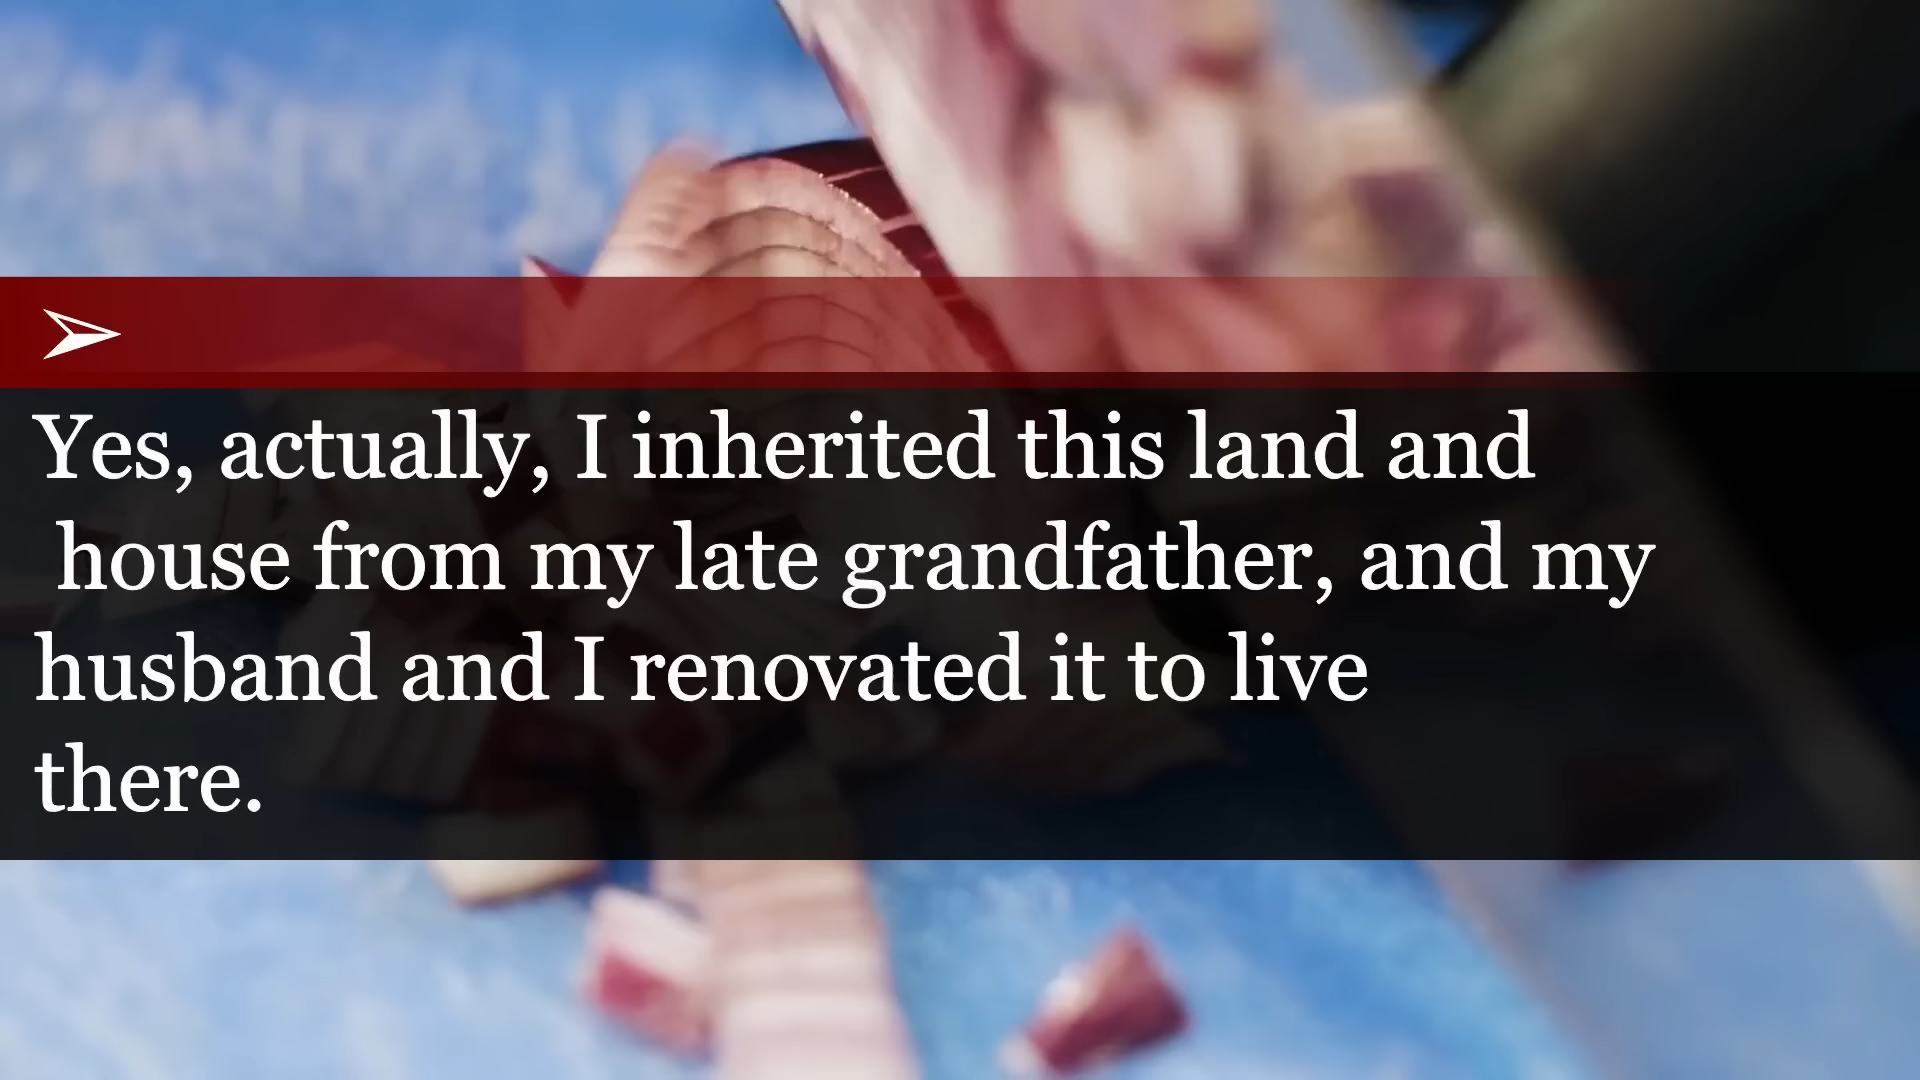 Yes, actually, I inherited this land and
house from my late grandfather, and my
husband and I renovated it to live
there.